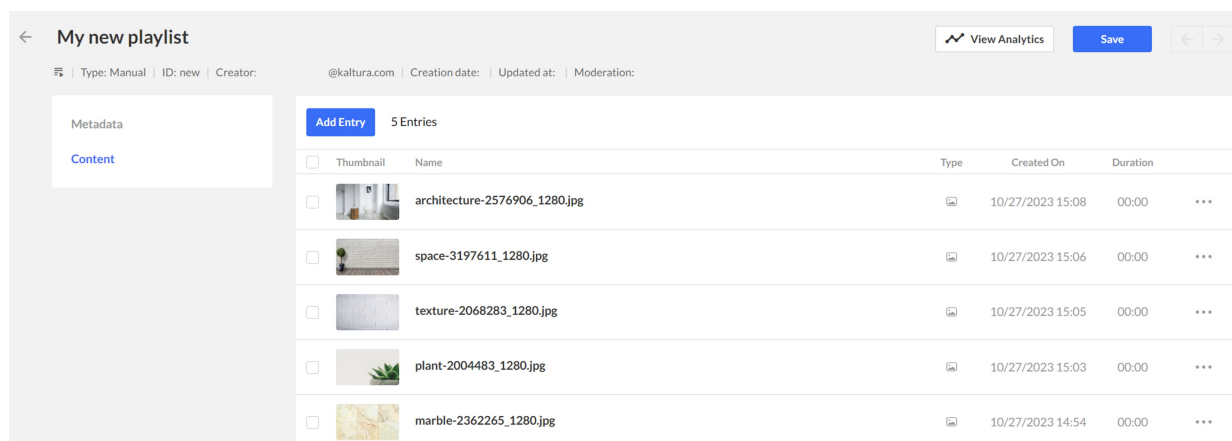 My new playlist
View Analytics
Save
Type: Manual | ID: new | Creator: @kaltura.com | Creation date: | Updated at: | Moderation:
Metadata
Content
Add Entry
5 Entries
Thumbnail Name Type Created On Duration
architecture-2576906_1280.jpg 10/27/2023 15:08 00:00
space-3197611_1280.jpg 10/27/2023 15:06 00:00
texture-2068283_1280.jpg 10/27/2023 15:05 00:00
plant-2004483_1280.jpg 10/27/2023 15:03 00:00
marble-2362265_1280.jpg 10/27/2023 14:54 00:00